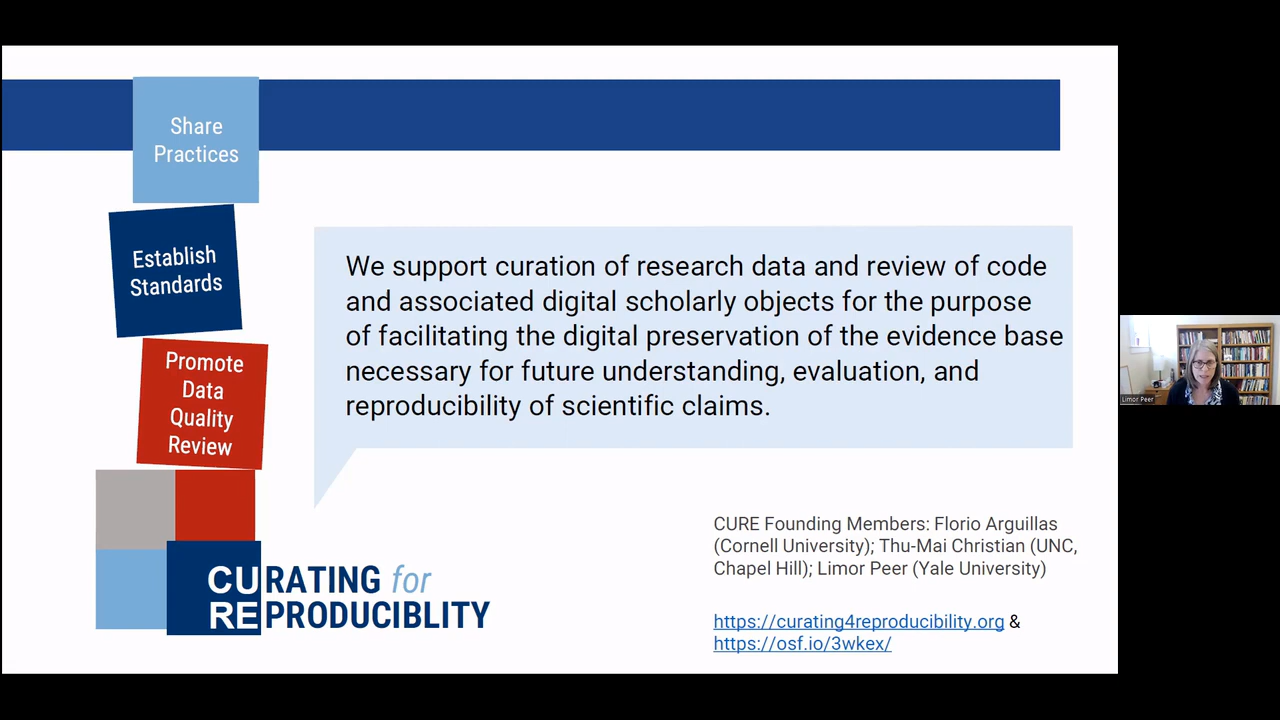 Share
Practices
Establish
Standards
Promote
Data
Quality
Review
We support curation of research data and review of code
and associated digital scholarly objects for the purpose
of facilitating the digital preservation of the evidence base
necessary for future understanding, evaluation, and
reproducibility of scientific claims.
CURATING for
REPRODUCIBLITY
CURE Founding Members: Florio Arguillas
(Cornell University); Thu-Mai Christian (UNC,
Chapel Hill); Limor Peer (Yale University)
https://curating4reproducibility.org &
https://osf.io/3wkex/
Limor Peer